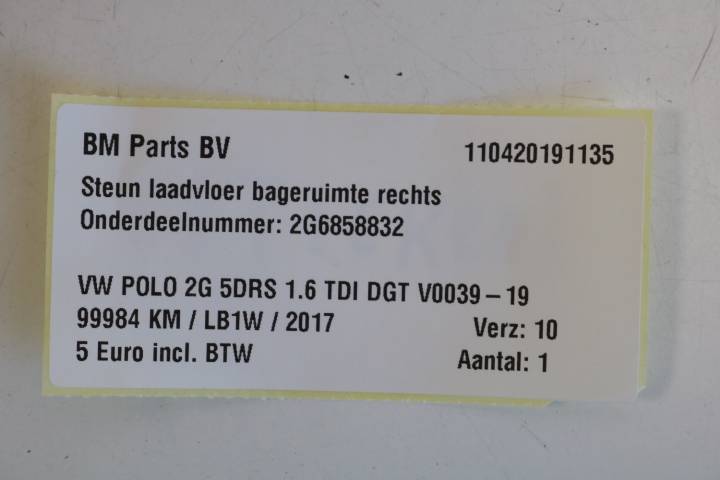 BM Parts BV 110420191135
Steun laadvloer bageruimte rechts
Onderdeelnummer: 2G6858832
VW POLO 2G 5DRS 1.6 TDI DGT V0039 – 19
99984 KM / LB1W / 2017 Verz: 10
5 Euro incl. BTW Aantal: 1